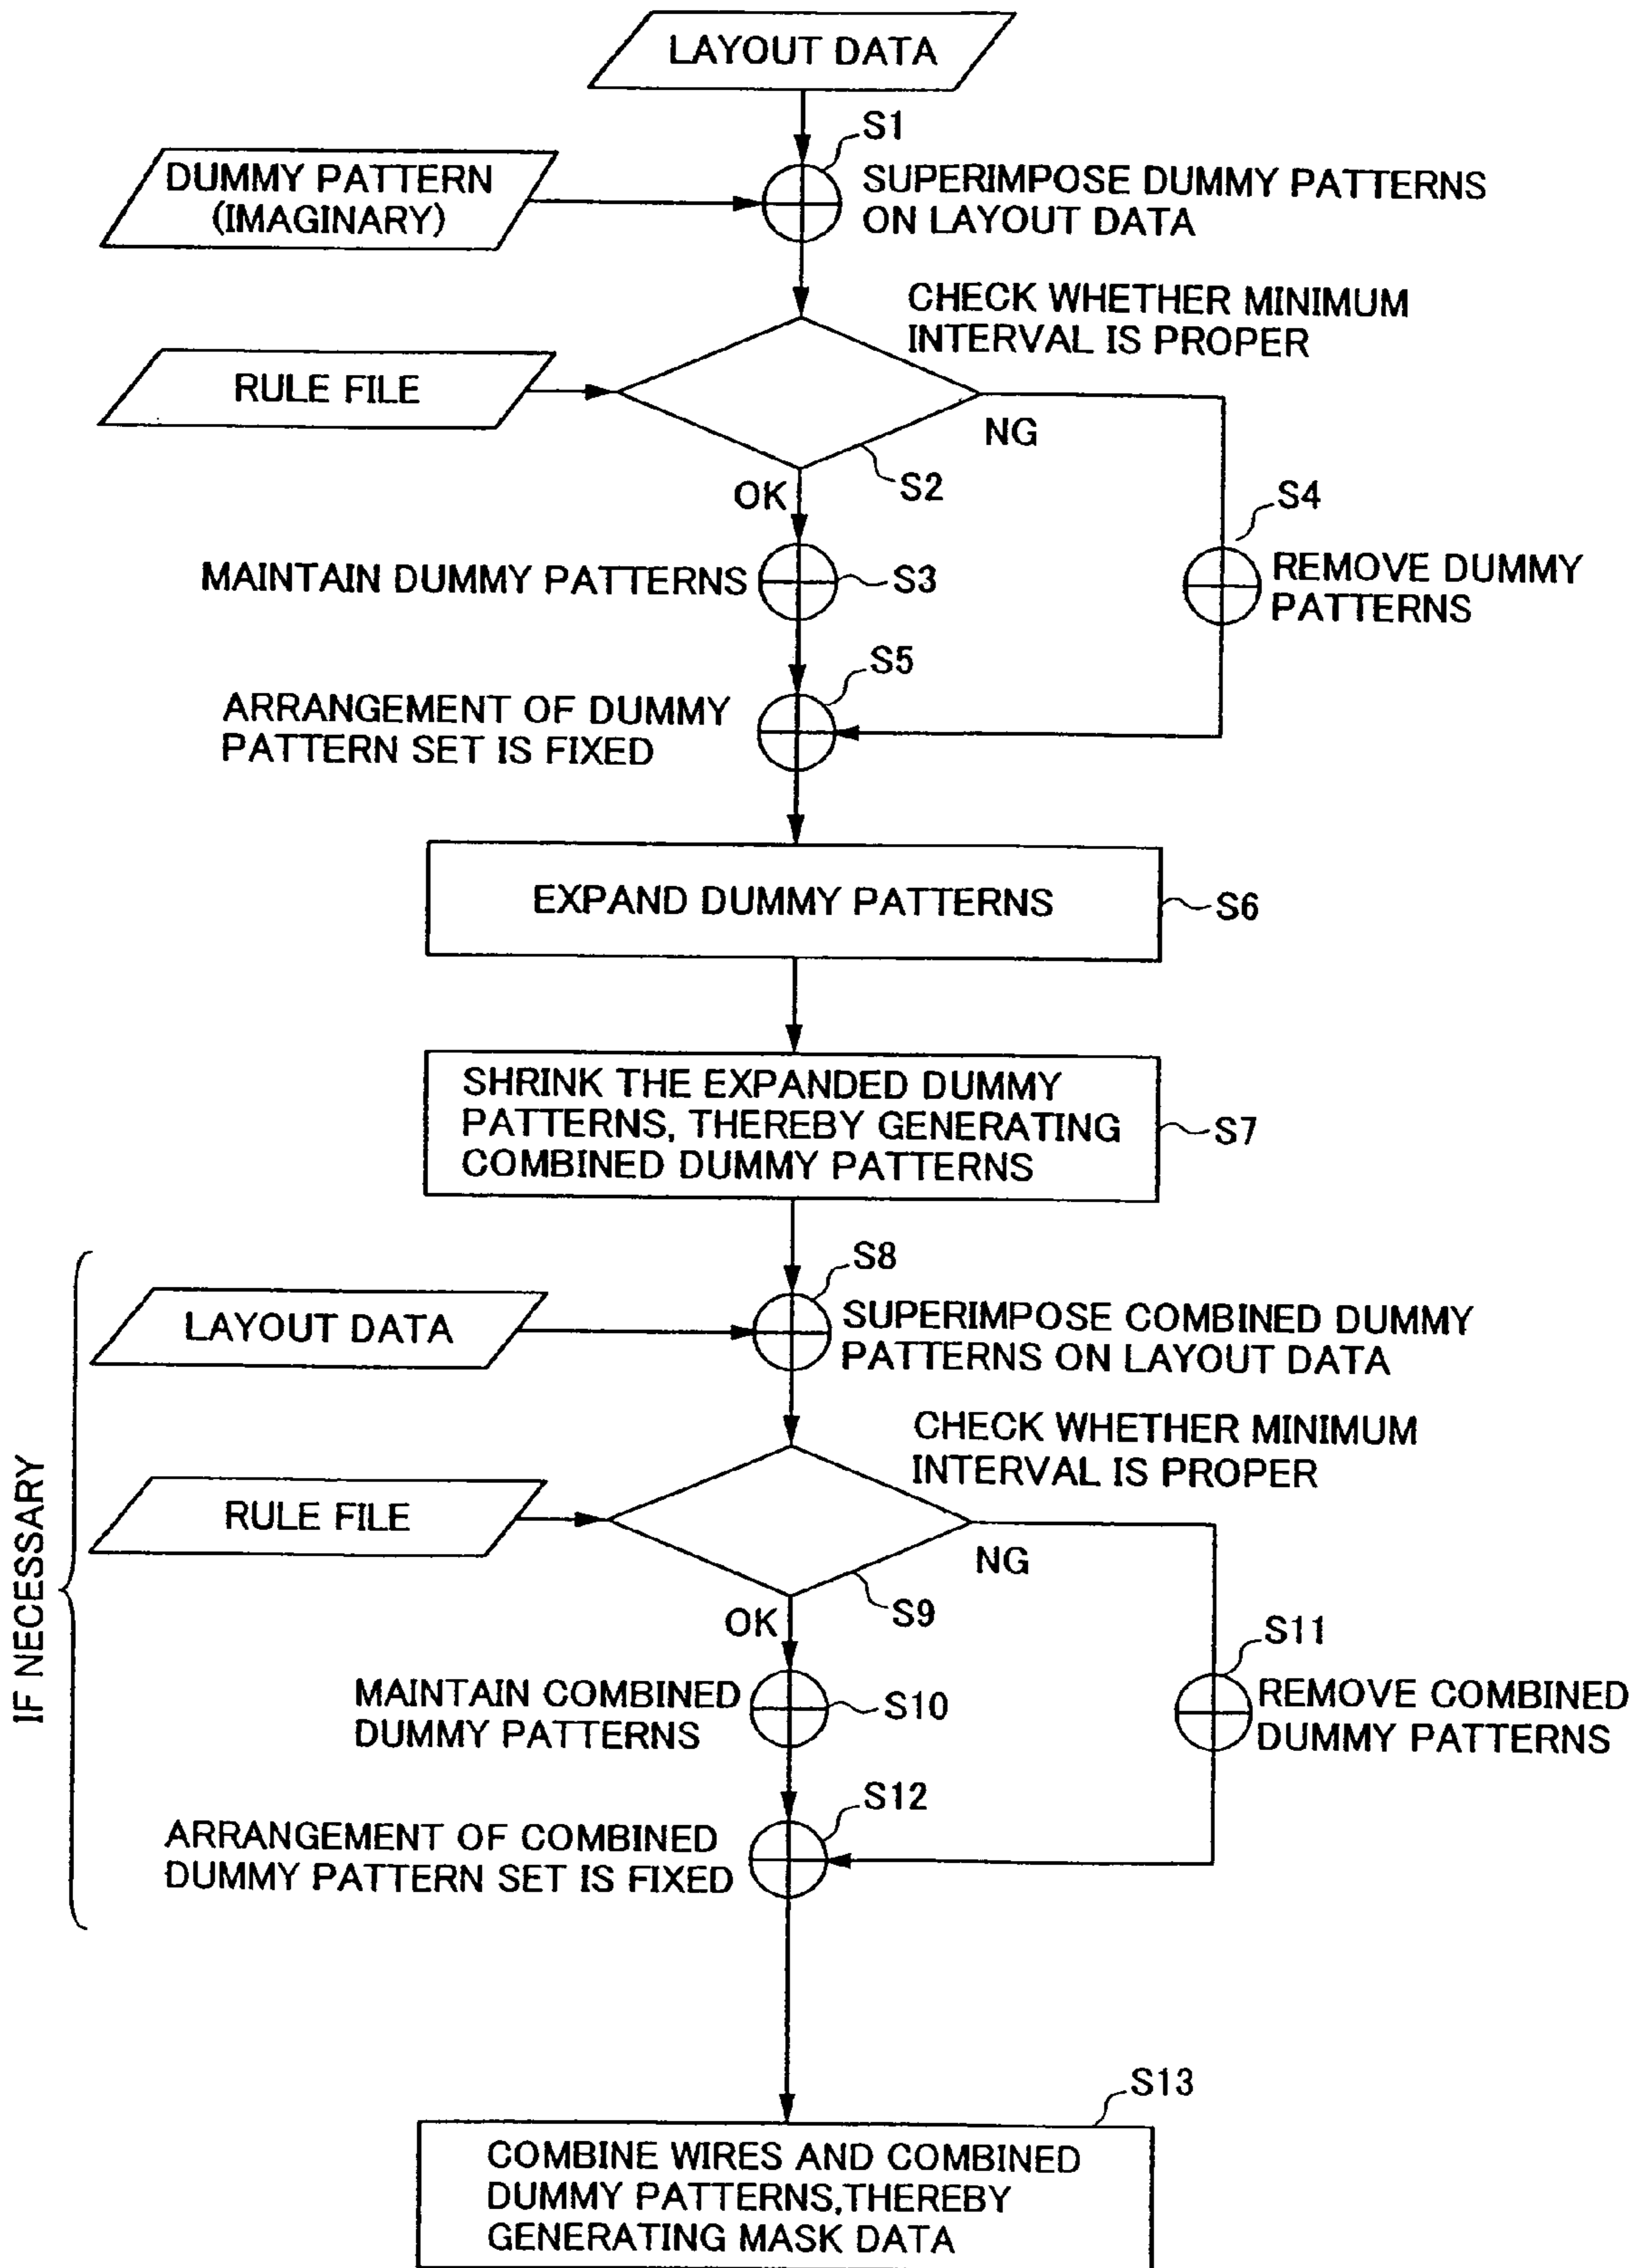 LAYOUT DATA
S1
DUMMY PATTERN
(IMAGINARY)
SUPERIMPOSE DUMMY PATTERNS
ON LAYOUT DATA
CHECK WHETHER MINIMUM
INTERVAL IS PROPER
RULE FILE
NG
S2
OK
S4
MAINTAIN DUMMY PATTERNS
S3
REMOVE DUMMY
PATTERNS
S5
ARRANGEMENT OF DUMMY
PATTERN SET IS FIXED
EXPAND DUMMY PATTERNS
S6
SHRINK THE EXPANDED DUMMY
PATTERNS, THEREBY GENERATING
COMBINED DUMMY PATTERNS
S7
IF NECESSARY
S8
LAYOUT DATA
SUPERIMPOSE COMBINED DUMMY
PATTERNS ON LAYOUT DATA
CHECK WHETHER MINIMUM
INTERVAL IS PROPER
RULE FILE
NG
S9
OK
S11
MAINTAIN COMBINED
DUMMY PATTERNS
S10
REMOVE COMBINED
DUMMY PATTERNS
S12
ARRANGEMENT OF COMBINED
DUMMY PATTERN SET IS FIXED
S13
COMBINE WIRES AND COMBINED
DUMMY PATTERNS,THEREBY
GENERATING MASK DATA